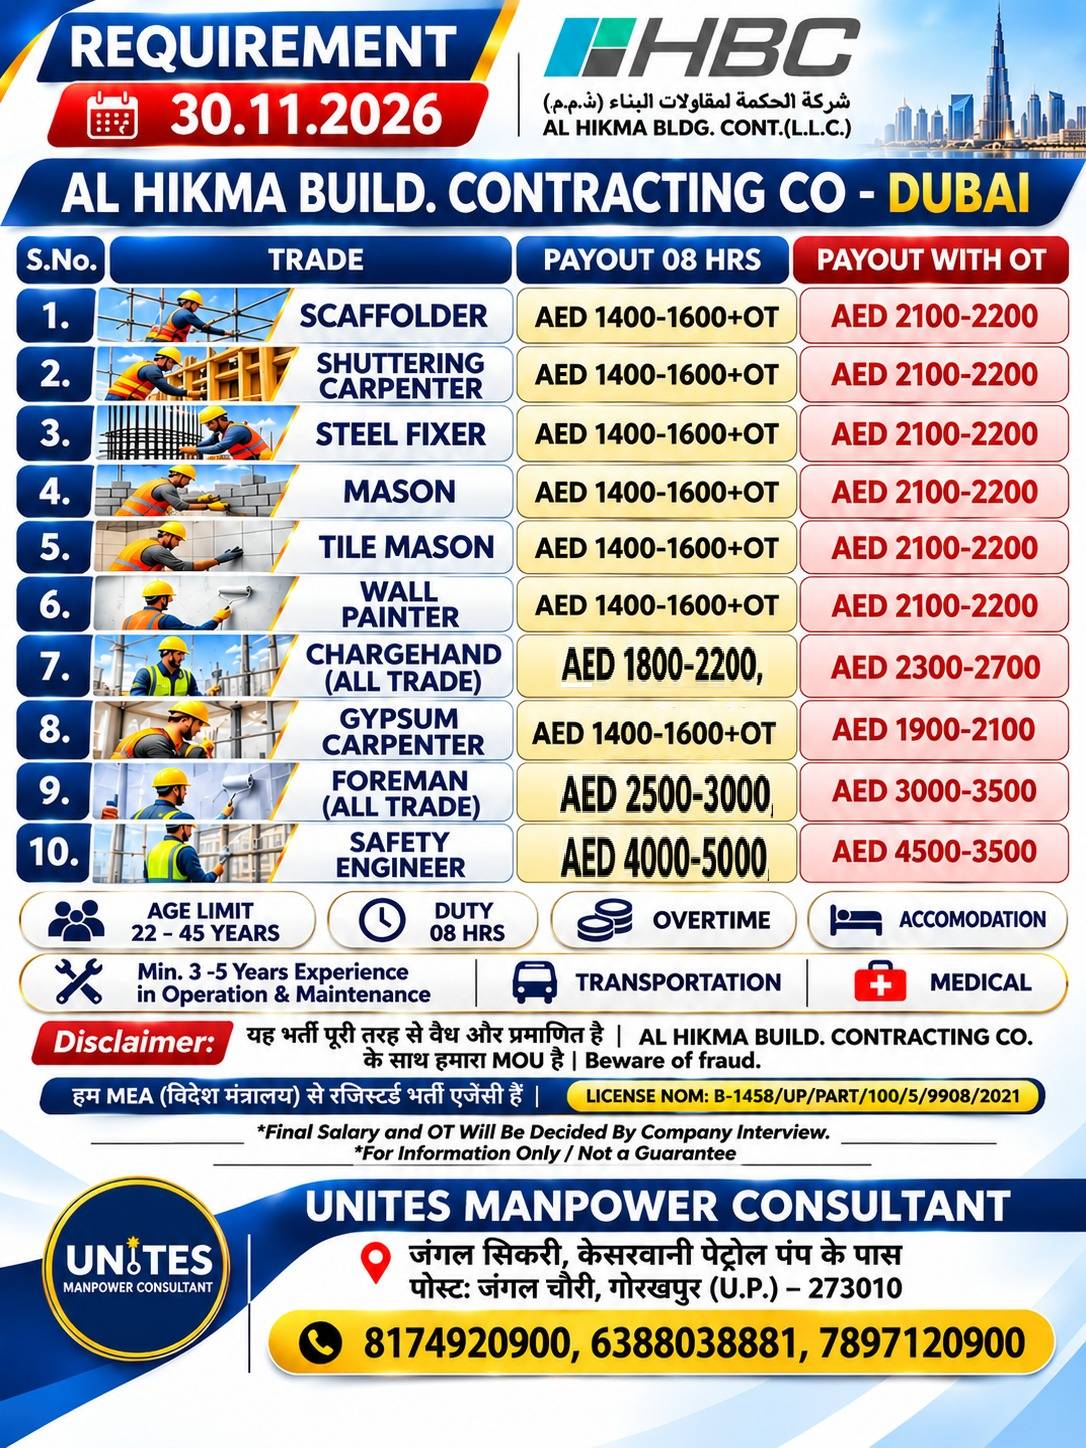 REQUIREMENT
30.11.2026
HBC
شركة الحكمة لمقاولات البناء (ش.م.م.)
AL HIKMA BLDG. CONT.(L.L.C.)
AL HIKMA BUILD. CONTRACTING CO - DUBAI
S.No. TRADE PAYOUT 08 HRS PAYOUT WITH OT
1. SCAFFOLDER AED 1400-1600+OT AED 2100-2200
2. SHUTTERING CARPENTER AED 1400-1600+OT AED 2100-2200
3. STEEL FIXER AED 1400-1600+OT AED 2100-2200
4. MASON AED 1400-1600+OT AED 2100-2200
5. TILE MASON AED 1400-1600+OT AED 2100-2200
6. WALL PAINTER AED 1400-1600+OT AED 2100-2200
7. CHARGEHAND (ALL TRADE) AED 1800-2200, AED 2300-2700
8. GYPSUM CARPENTER AED 1400-1600+OT AED 1900-2100
9. FOREMAN (ALL TRADE) AED 2500-3000, AED 3000-3500
10. SAFETY ENGINEER AED 4000-5000, AED 4500-3500
AGE LIMIT
22 - 45 YEARS
DUTY
08 HRS
OVERTIME
ACCOMODATION
Min. 3 -5 Years Experience
in Operation & Maintenance
TRANSPORTATION
MEDICAL
Disclaimer: यह भर्ती पूरी तरह से वैध और प्रमाणित है | AL HIKMA BUILD. CONTRACTING CO.
के साथ हमारा MOU है | Beware of fraud.
हम MEA (विदेश मंत्रालय) से रजिस्टर्ड भर्ती एजेंसी हैं | LICENSE NOM: B-1458/UP/PART/100/5/9908/2021
*Final Salary and OT Will Be Decided By Company Interview.
*For Information Only / Not a Guarantee
UNITES
MANPOWER CONSULTANT
UNITES MANPOWER CONSULTANT
जंगल सिकरी, केसरवानी पेट्रोल पंप के पास
पोस्ट: जंगल चौरी, गोरखपुर (U.P.) – 273010
8174920900, 6388038881, 7897120900